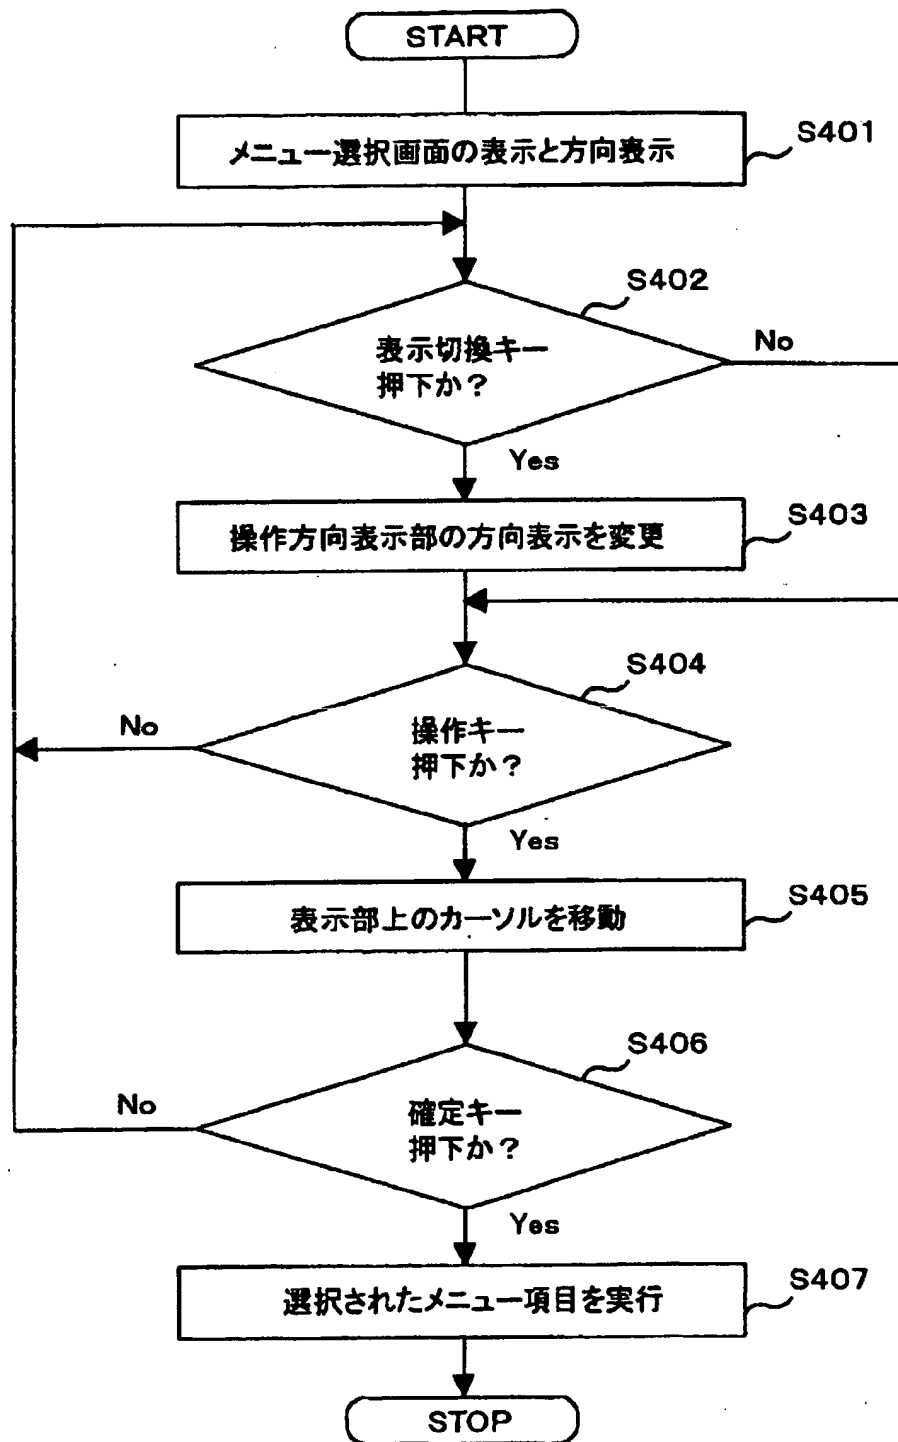 START
メニュー選択画面の表示と方向表示
S401
S402
表示切換キー
押下か？
No
Yes
操作方向表示部の方向表示を変更
S403
S404
操作キー
押下か？
No
Yes
表示部上のカーソルを移動
S405
S406
確定キー
押下か？
No
Yes
選択されたメニュー項目を実行
S407
STOP